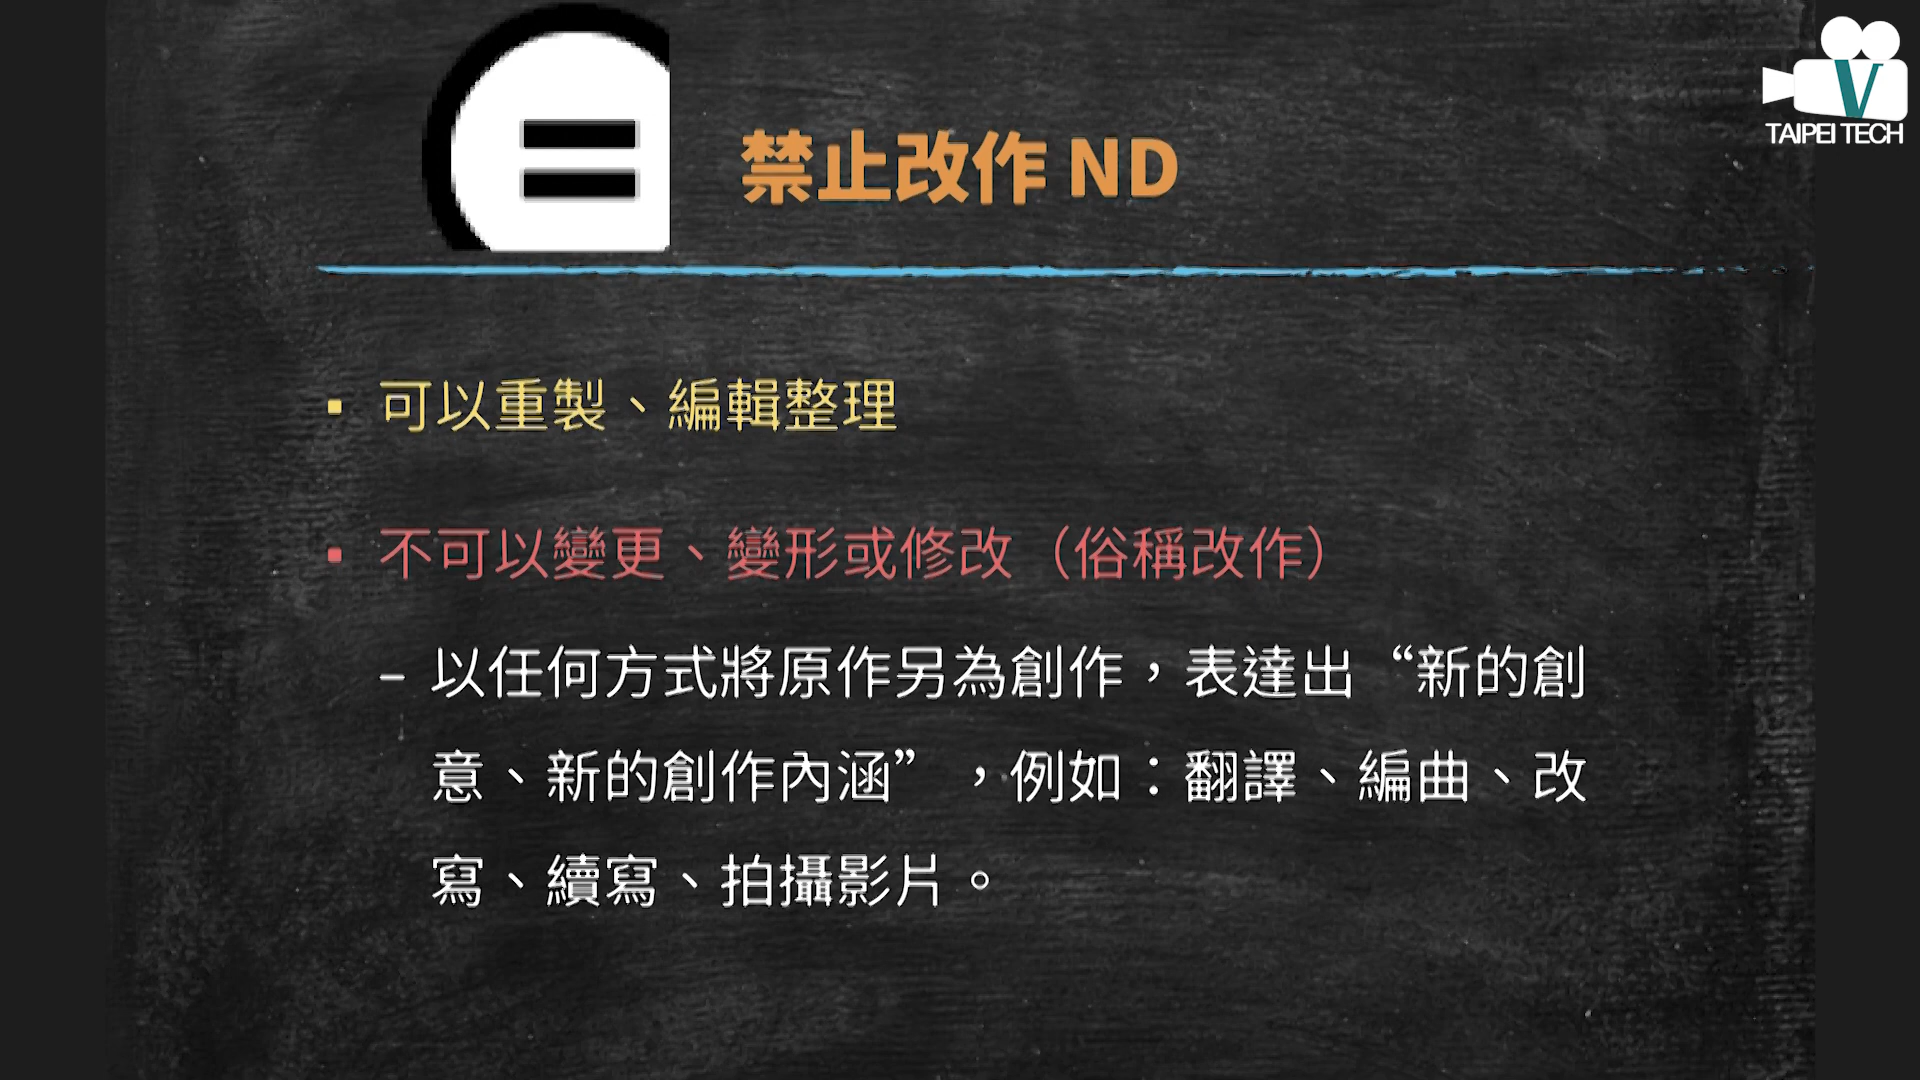 V
TAIPEI TECH
禁止改作 ND
▪ 可以重製、編輯整理
▪ 不可以變更、變形或修改（俗稱改作）
– 以任何方式將原作另為創作，表達出“新的創
意、新的創作內涵”，例如：翻譯、編曲、改
寫、續寫、拍攝影片。